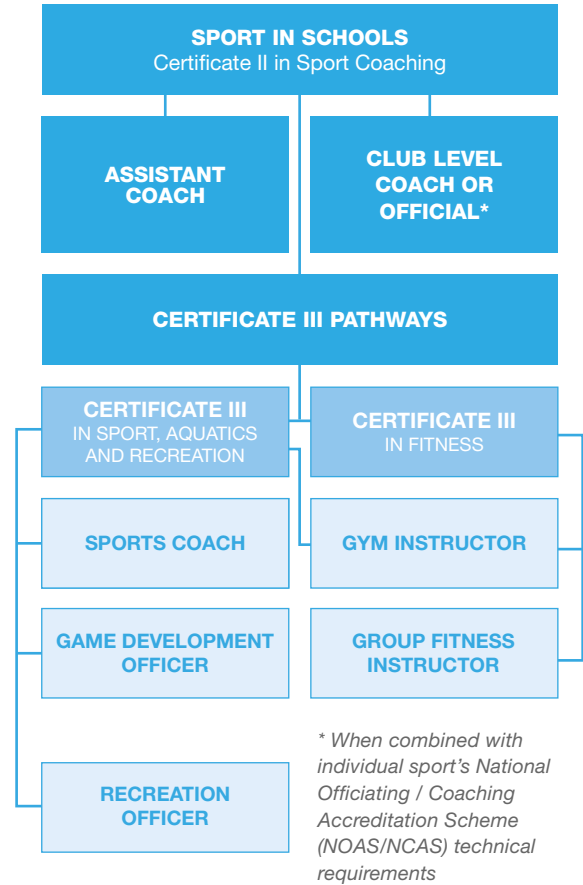 SPORT IN SCHOOLS
Certificate II in Sport Coaching
ASSISTANT
COACH
CLUB LEVEL
COACH OR
OFFICIAL*
CERTIFICATE III PATHWAYS
CERTIFICATE III
IN SPORT, AQUATICS
AND RECREATION
CERTIFICATE III
IN FITNESS
SPORTS COACH
GYM INSTRUCTOR
GAME DEVELOPMENT
OFFICER
GROUP FITNESS
INSTRUCTOR
RECREATION
OFFICER
* When combined with
individual sport's National
Officiating / Coaching
Accreditation Scheme
(NOAS/NCAS) technical
requirements